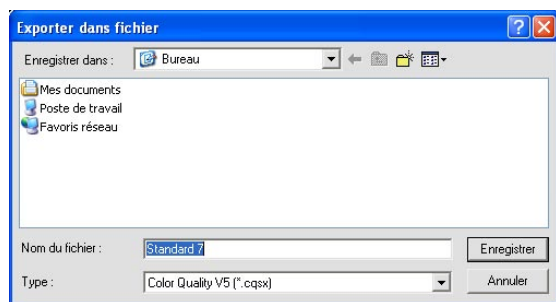 Exporter dans fichier
Enregistrer dans : Bureau
Mes documents
Poste de travail
Favoris réseau
Nom du fichier : Standard 7 Enregistrer
Type : Color Quality V5 (*.cqsx) Annuler